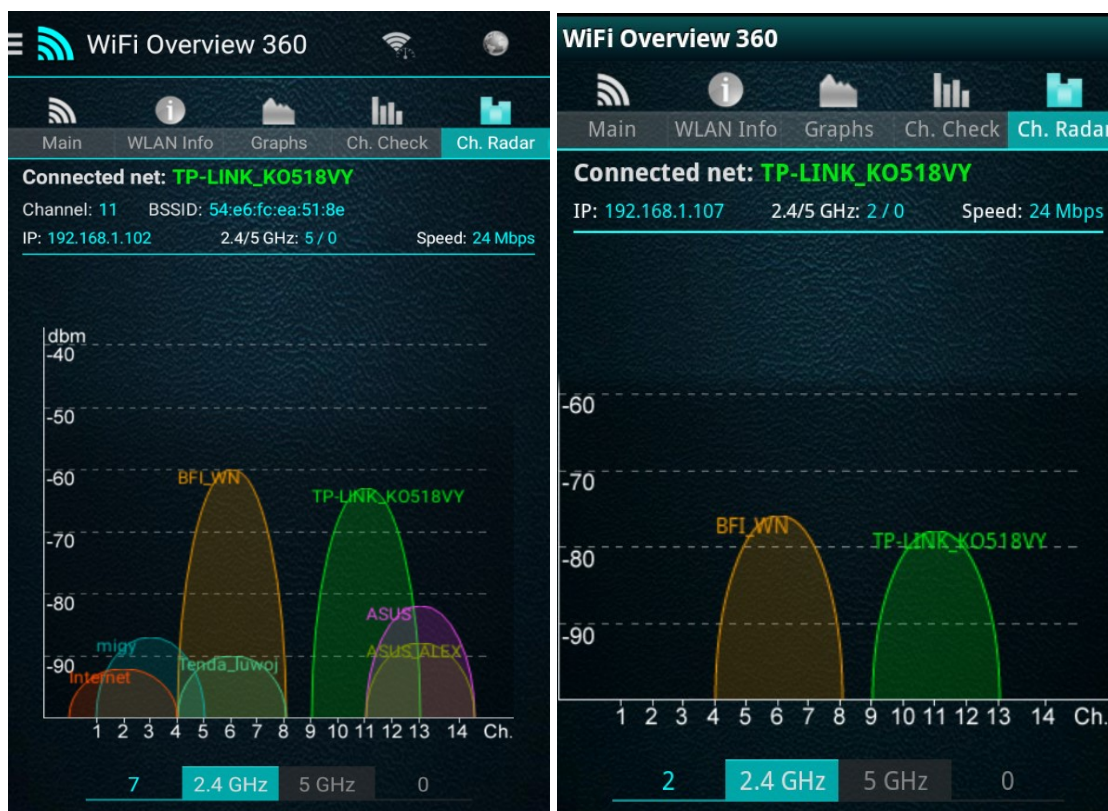 WiFi Overview 360
Main WLAN Info Graphs Ch. Check Ch. Radar
Connected net: TP-LINK_KO518VY
Channel: 11 BSSID: 54:e6:fc:ea:51:8e
IP: 192.168.1.102 2.4/5 GHz: 5 / 0 Speed: 24 Mbps
dbm
-40
-50
-60
BFI_WN
TP-LINK_KO518VY
-70
-80
ASUS
migy
ASUS_ALEX
-90
Tenda_luwoj
Internet
1 2 3 4 5 6 7 8 9 10 11 12 13 14 Ch.
7 2.4 GHz 5 GHz 0
WiFi Overview 360
Main WLAN Info Graphs Ch. Check Ch. Radar
Connected net: TP-LINK_KO518VY
IP: 192.168.1.107 2.4/5 GHz: 2 / 0 Speed: 24 Mbps
-60
-70
BFI_WN
TP-LINK_KO518VY
-80
-90
1 2 3 4 5 6 7 8 9 10 11 12 13 14 Ch.
2 2.4 GHz 5 GHz 0